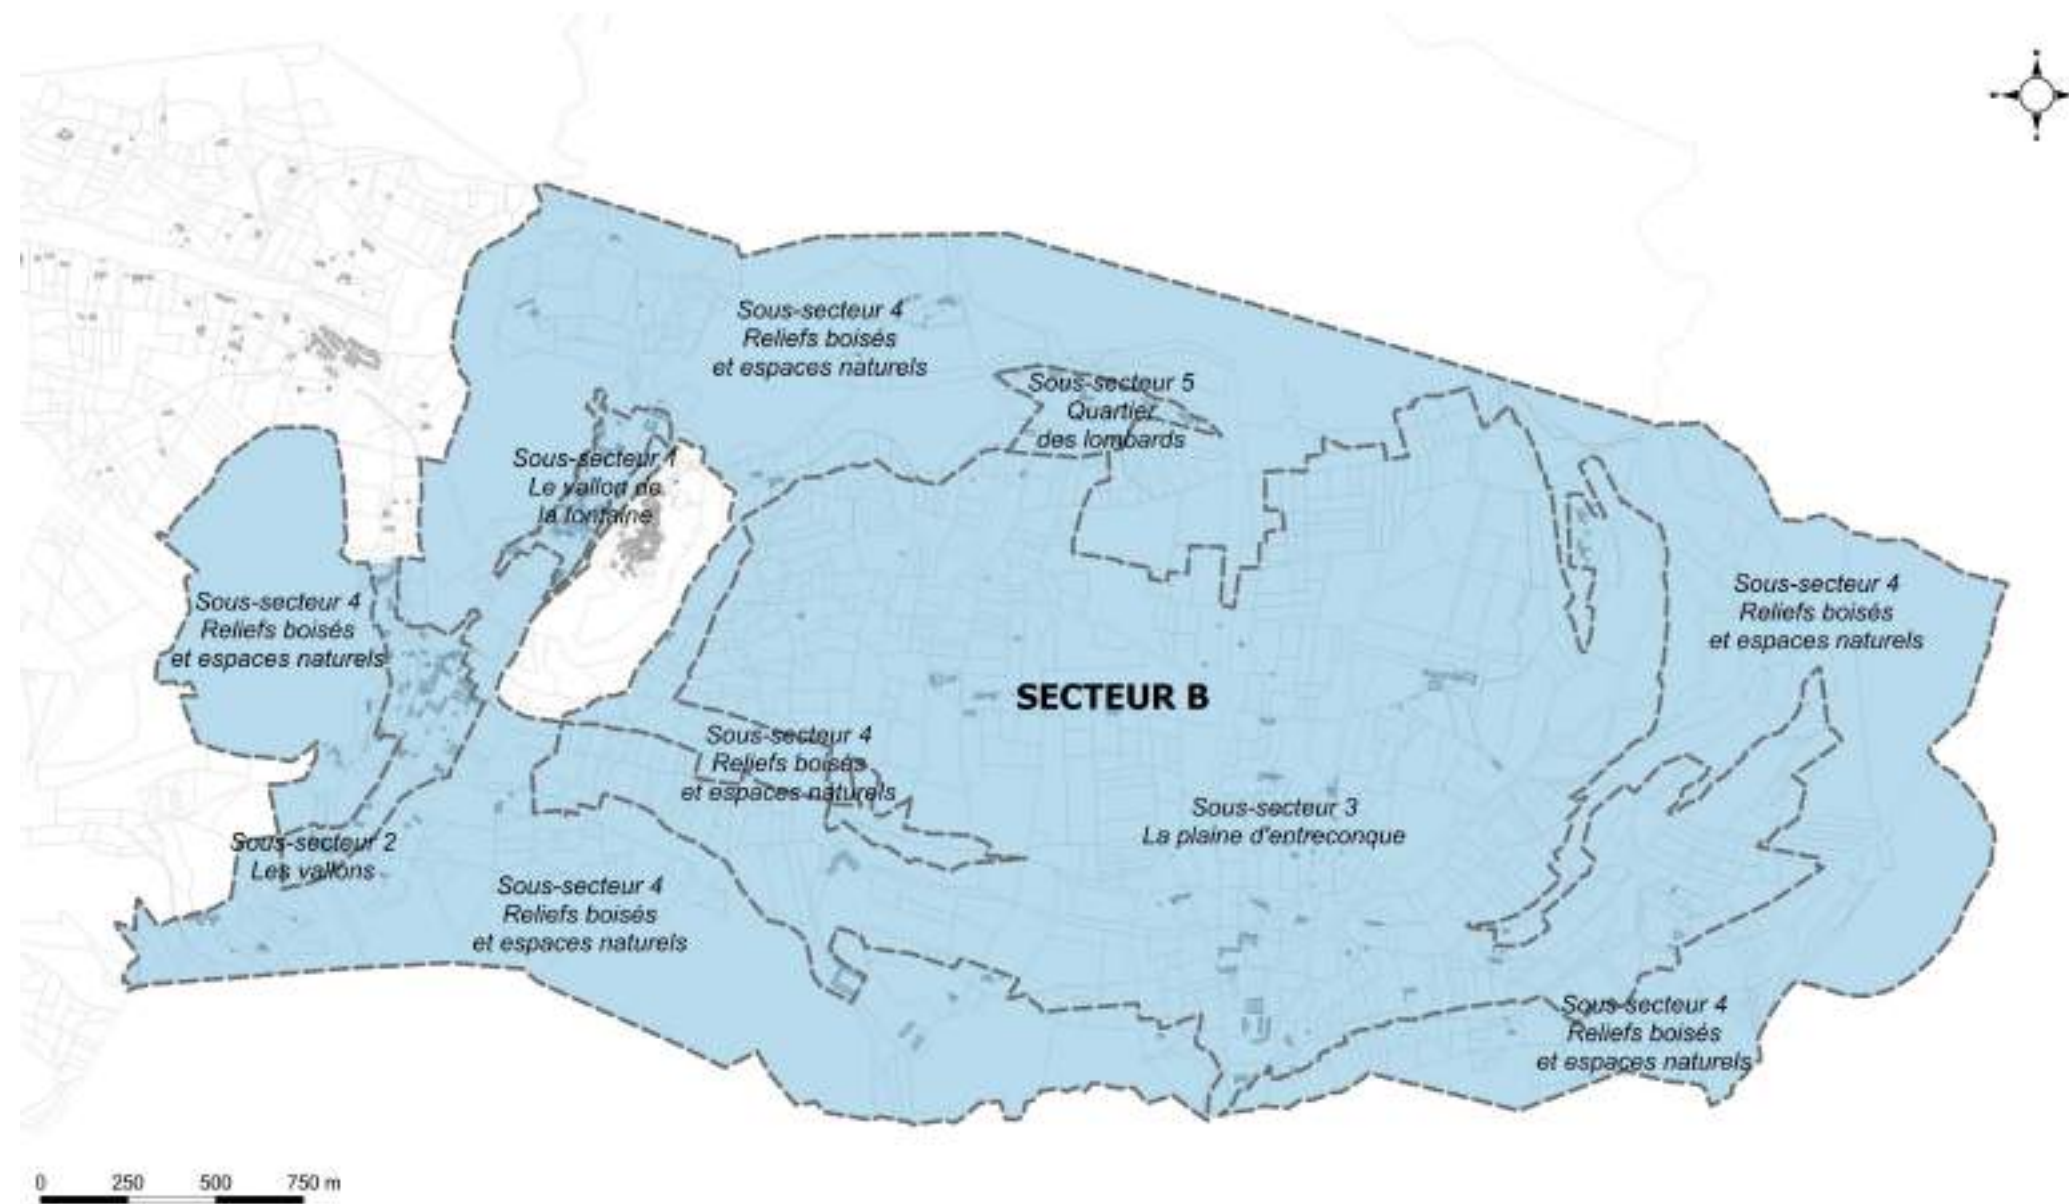 Sous-secteur 4
Reliefs boisés
et espaces naturels
Sous-secteur 5
Quartier
des lombards
Sous-secteur 1
Le vallon de
la fontaine
Sous-secteur 4
Reliefs boisés
et espaces naturels
Sous-secteur 4
Reliefs boisés
et espaces naturels
SECTEUR B
Sous-secteur 4
Reliefs boisés
et espaces naturels
Sous-secteur 3
La plaine d'entreconque
Sous-secteur 2
Les vallons
Sous-secteur 4
Reliefs boisés
et espaces naturels
Sous-secteur 4
Reliefs boisés
et espaces naturels
0 250 500 750 m